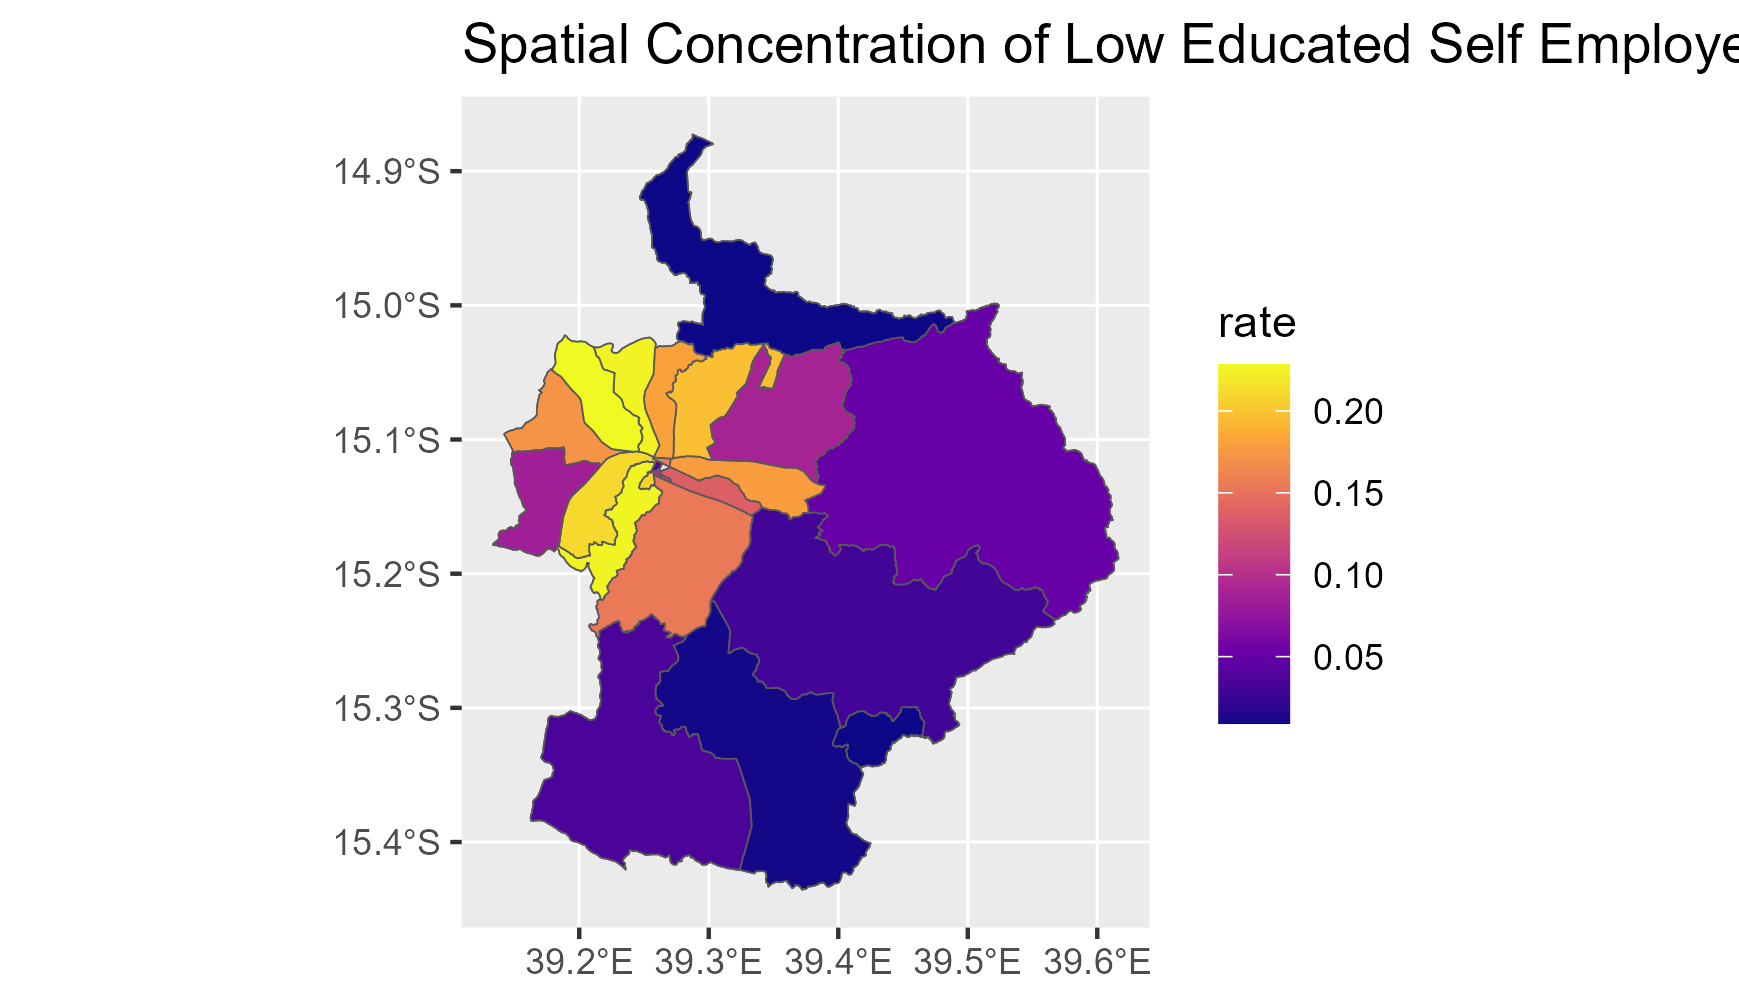 Spatial Concentration of Low Educated Self Employe
14.9°S
15.0°S
15.1°S
15.2°S
15.3°S
15.4°S
39.2°E 39.3°E 39.4°E 39.5°E 39.6°E
rate
0.20
0.15
0.10
0.05